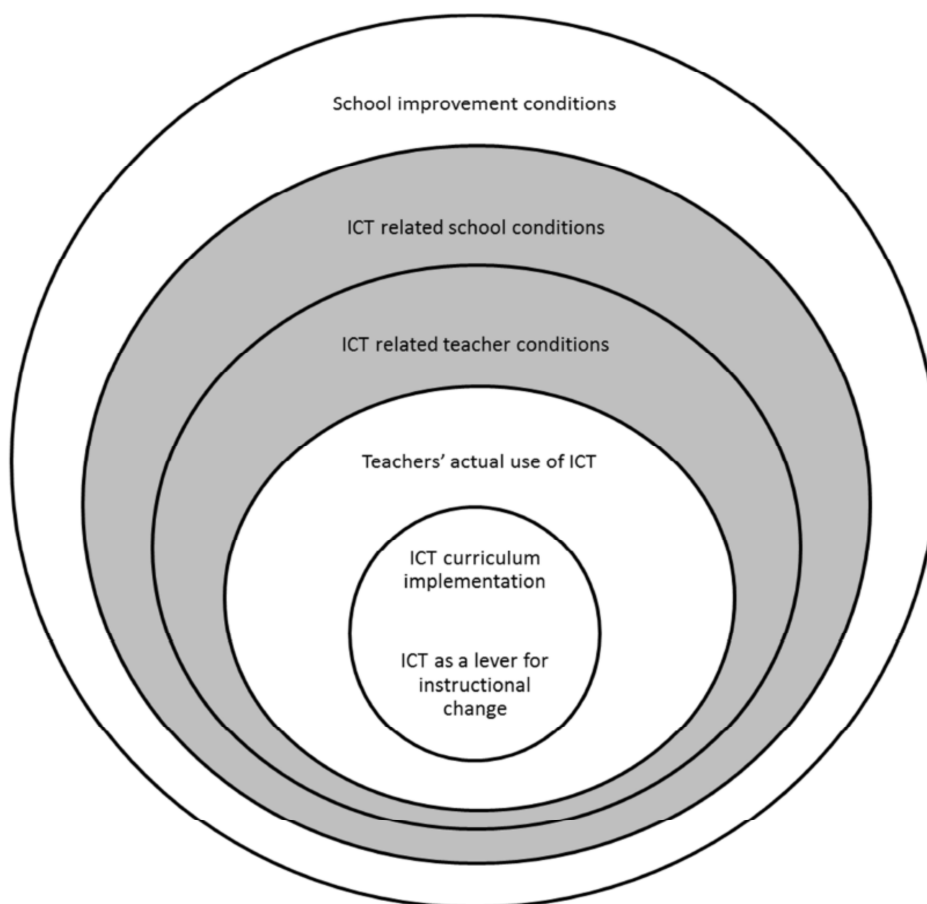 School improvement conditions
ICT related school conditions
ICT related teacher conditions
Teachers’ actual use of ICT
ICT curriculum
implementation
ICT as a lever for
instructional
change